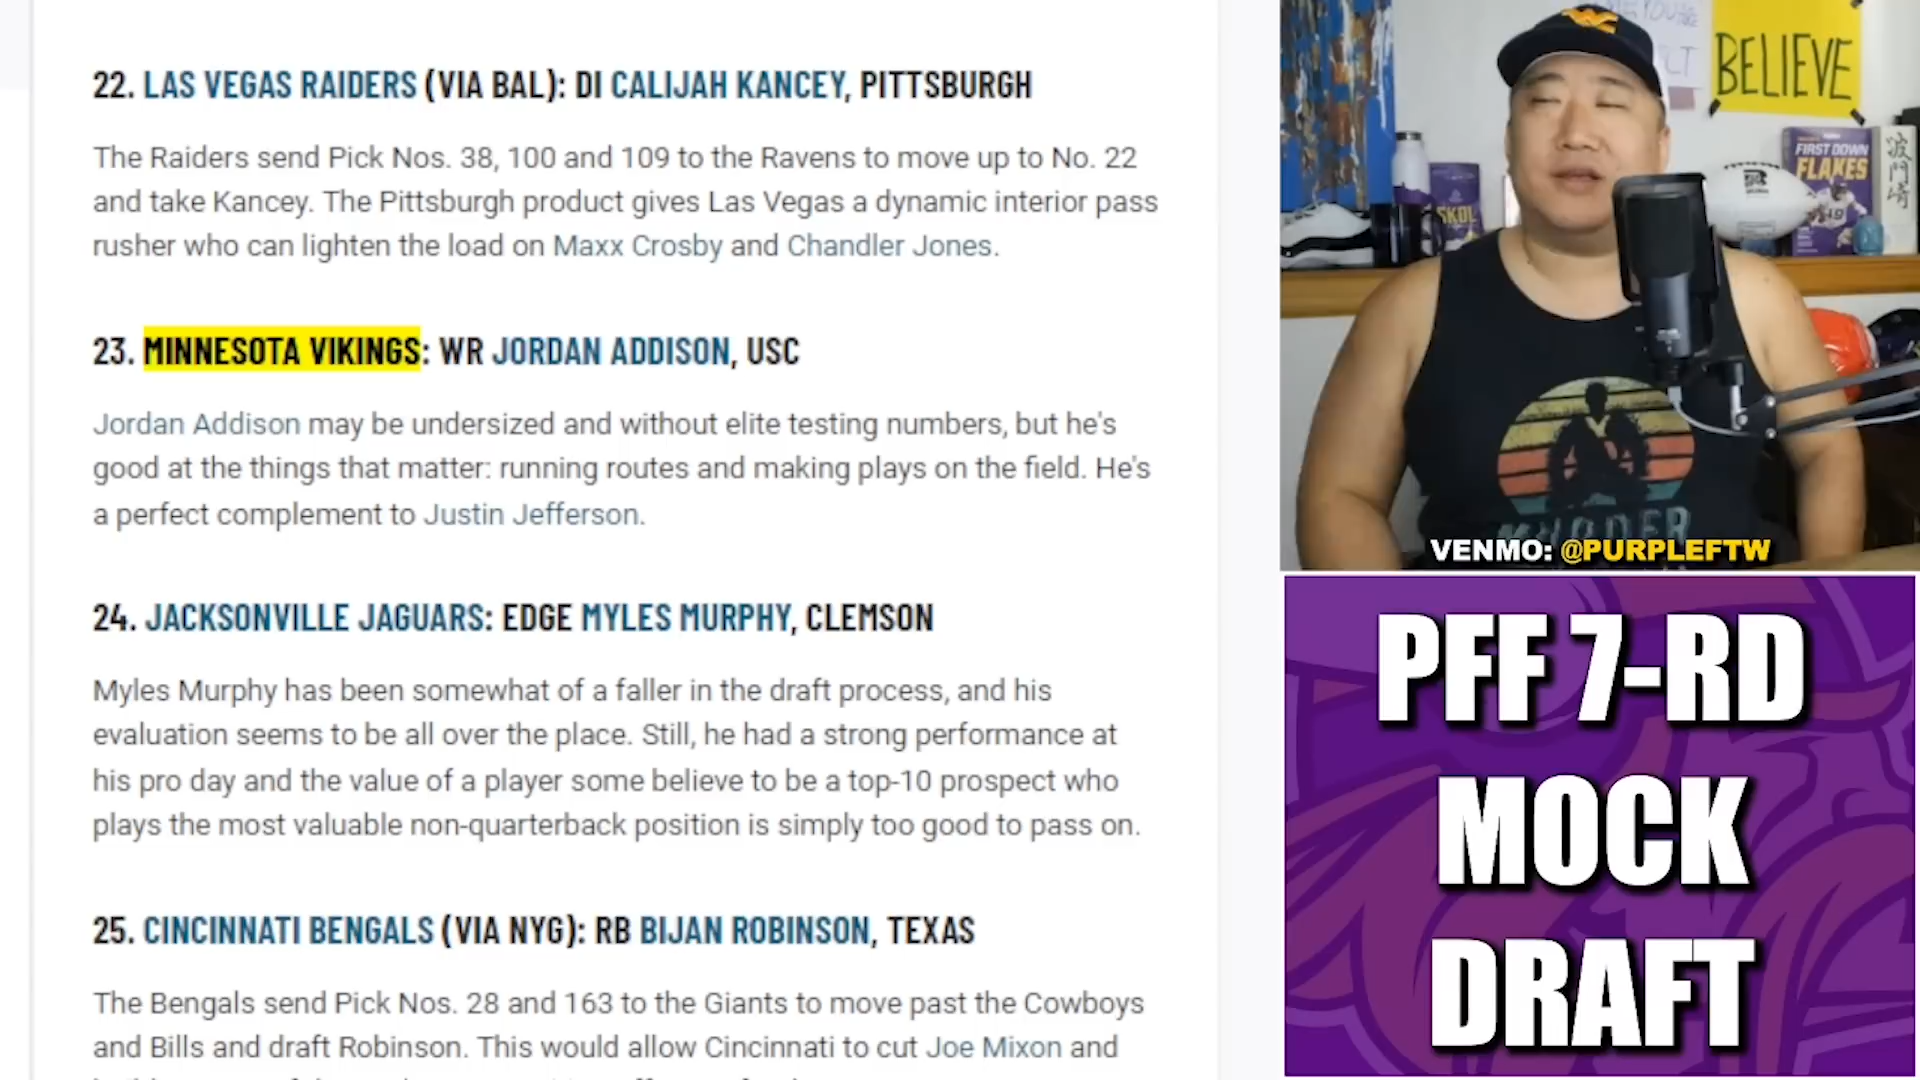 22. LAS VEGAS RAIDERS (VIA BAL): DI CALIJAH KANCEY, PITTSBURGH
The Raiders send Pick Nos. 38, 100 and 109 to the Ravens to move up to No. 22
and take Kancey. The Pittsburgh product gives Las Vegas a dynamic interior pass
rusher who can lighten the load on Maxx Crosby and Chandler Jones.
23. MINNESOTA VIKINGS: WR JORDAN ADDISON, USC
Jordan Addison may be undersized and without elite testing numbers, but he's
good at the things that matter: running routes and making plays on the field. He's
a perfect complement to Justin Jefferson.
24. JACKSONVILLE JAGUARS: EDGE MYLES MURPHY, CLEMSON
Myles Murphy has been somewhat of a faller in the draft process, and his
evaluation seems to be all over the place. Still, he had a strong performance at
his pro day and the value of a player some believe to be a top-10 prospect who
plays the most valuable non-quarterback position is simply too good to pass on.
25. CINCINNATI BENGALS (VIA NYG): RB BIJAN ROBINSON, TEXAS
The Bengals send Pick Nos. 28 and 163 to the Giants to move past the Cowboys
and Bills and draft Robinson. This would allow Cincinnati to cut Joe Mixon and
BELIEVE
FIRST DOWN
FLAKES
SKOL
VENMO: @PURPLEFTW
PFF 7-RD
MOCK
DRAFT